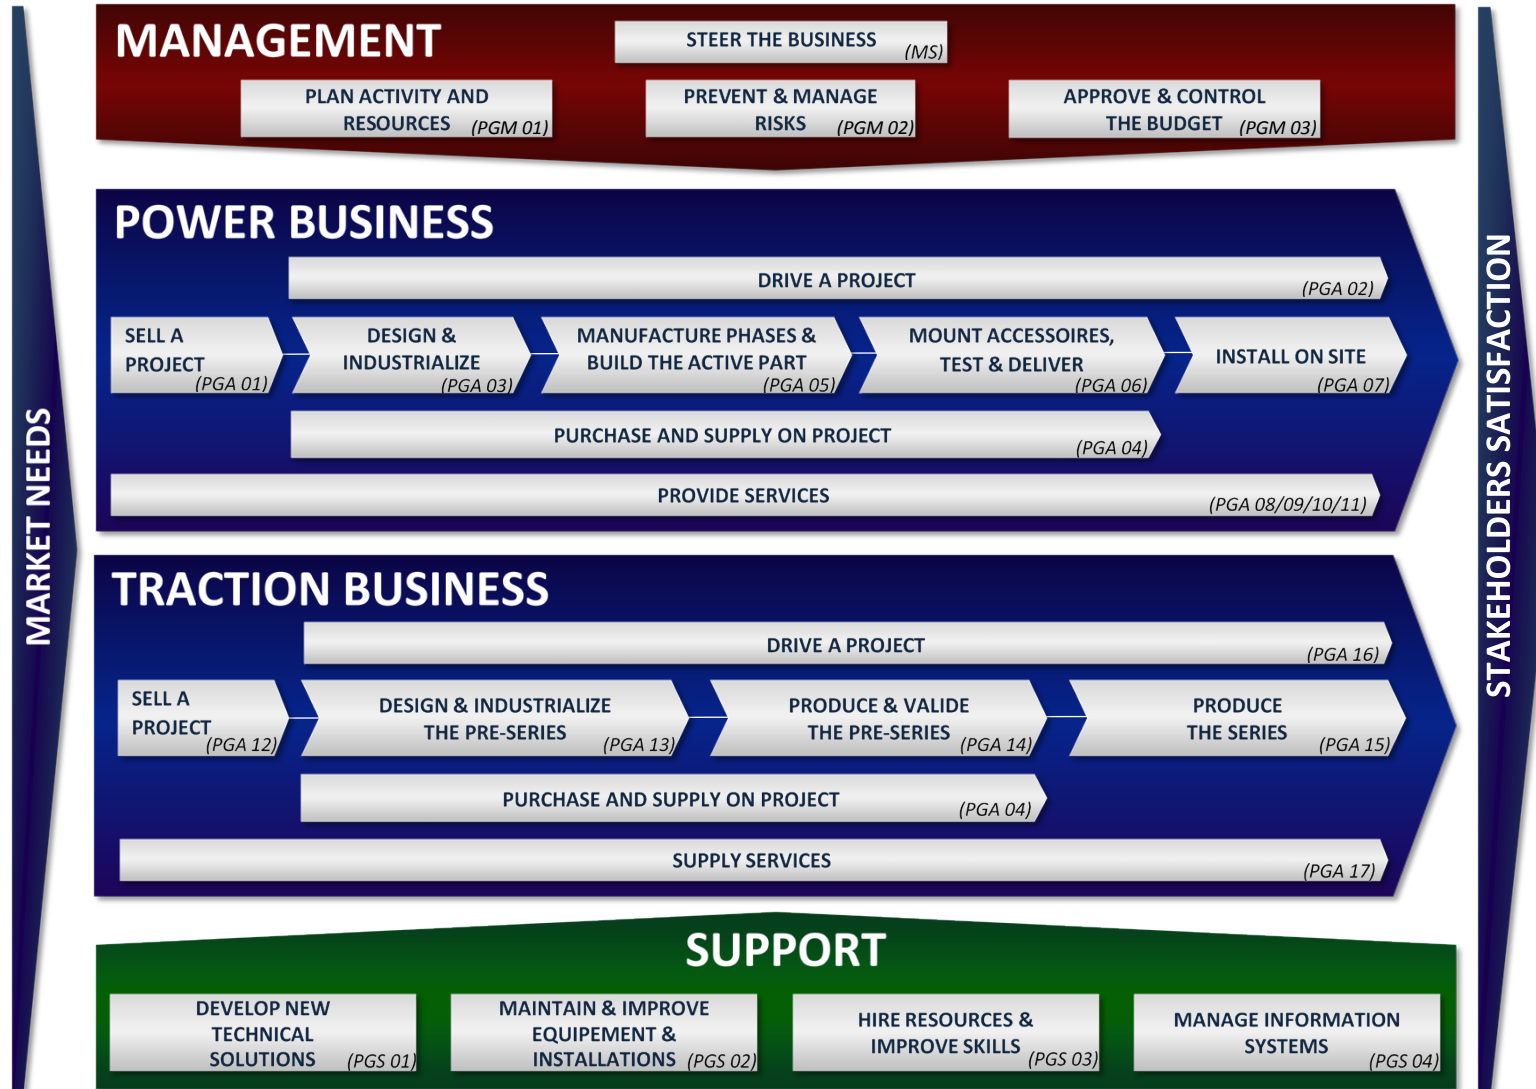 MANAGEMENT
STEER THE BUSINESS
(MS)
PLAN ACTIVITY AND
RESOURCES (PGM 01)
PREVENT & MANAGE
RISKS (PGM 02)
APPROVE & CONTROL
THE BUDGET (PGM 03)
MARKET NEEDS
POWER BUSINESS
DRIVE A PROJECT
(PGA 02)
SELL A
PROJECT
(PGA 01)
DESIGN &
INDUSTRIALIZE
(PGA 03)
MANUFACTURE PHASES &
BUILD THE ACTIVE PART
(PGA 05)
MOUNT ACCESSOIRES,
TEST & DELIVER
(PGA 06)
INSTALL ON SITE
(PGA 07)
PURCHASE AND SUPPLY ON PROJECT
(PGA 04)
PROVIDE SERVICES
(PGA 08/09/10/11)
TRACTION BUSINESS
DRIVE A PROJECT
(PGA 16)
SELL A
PROJECT
(PGA 12)
DESIGN & INDUSTRIALIZE
THE PRE-SERIES
(PGA 13)
PRODUCE & VALIDE
THE PRE-SERIES
(PGA 14)
PRODUCE
THE SERIES
(PGA 15)
PURCHASE AND SUPPLY ON PROJECT
(PGA 04)
SUPPLY SERVICES
(PGA 17)
SUPPORT
DEVELOP NEW
TECHNICAL
SOLUTIONS (PGS 01)
MAINTAIN & IMPROVE
EQUIPEMENT &
INSTALLATIONS (PGS 02)
HIRE RESOURCES &
IMPROVE SKILLS (PGS 03)
MANAGE INFORMATION
SYSTEMS
(PGS 04)
STAKEHOLDERS SATISFACTION